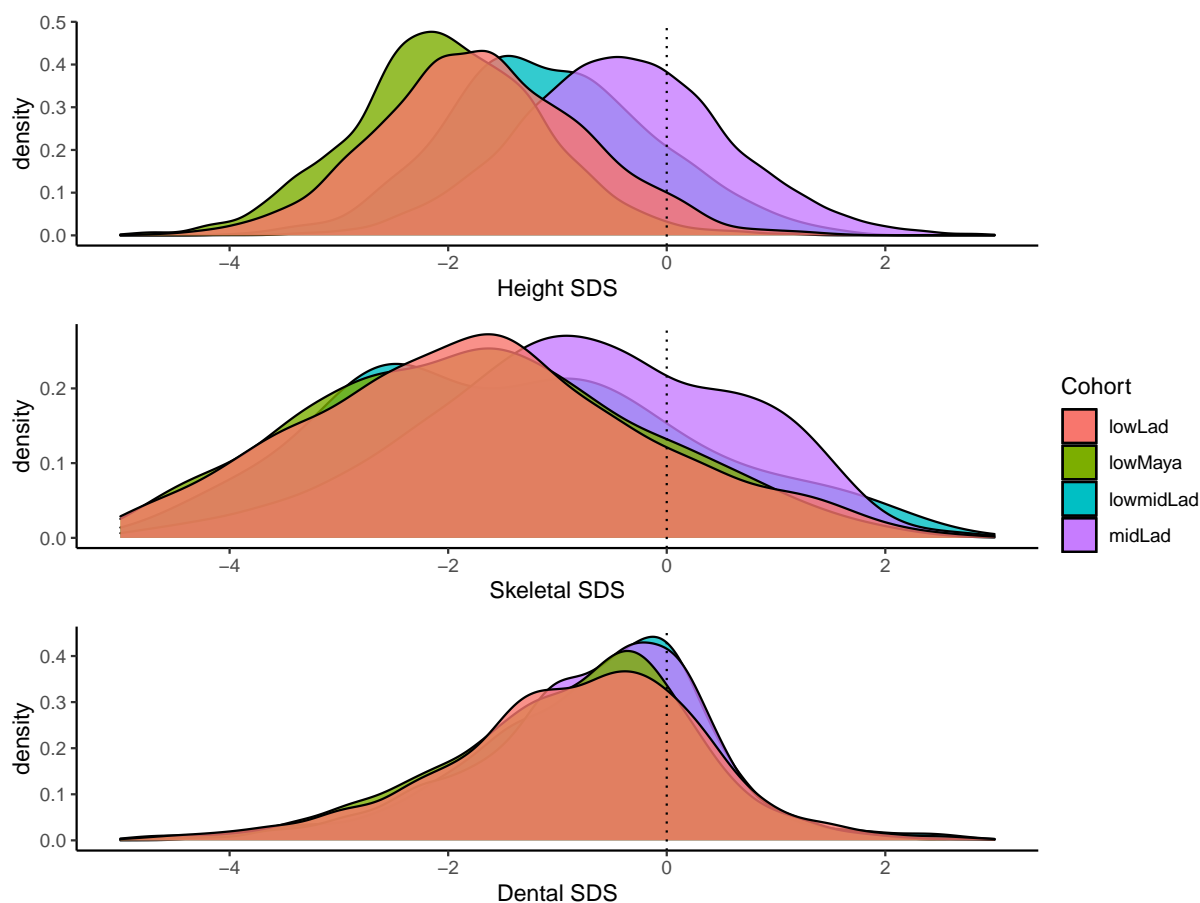 0.5
0.4
0.3
0.2
0.1
0.0
density
−4
−2
0
2
Height SDS
0.2
0.1
0.0
density
−4
−2
0
2
Skeletal SDS
Cohort
lowLad
lowMaya
lowmidLad
midLad
0.4
0.3
0.2
0.1
0.0
density
−4
−2
0
2
Dental SDS